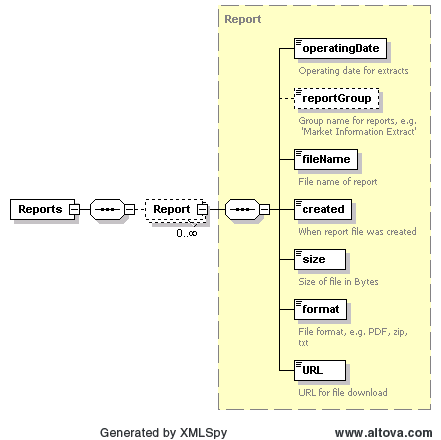 Report
operatingDate
Operating date for extracts
reportGroup
Group name for reports, e.g.
'Market Information Extract'
fileName
File name of report
Reports
Report
0..∞
created
When report file was created
size
Size of file in Bytes
format
File format, e.g. PDF, zip,
txt
URL
URL for file download
Generated by XMLSpy
www.altova.com